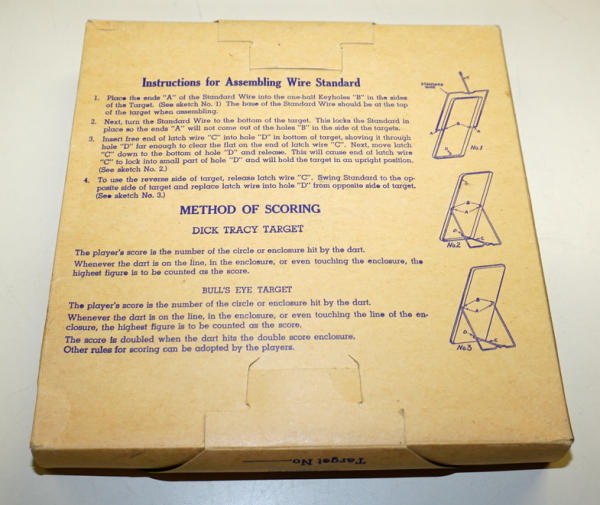 Instructions for Assembling Wire Standard
1. Place the ends "A" of the Standard Wire into the one-half Keyholes "B" in the sides
of the Target. (See sketch No. 1) The base of the Standard Wire should be at the top
of the target when assembling.
2. Next, turn the Standard Wire to the bottom of the target. This locks the Standard in
place so the ends "A" will not come out of the holes "B" in the side of the targets.
3. Insert free end of latch wire "C" into hole "D" in bottom of target, shoving it through
hole "D" far enough to clear the flat on the end of latch wire "C". Next, move latch
"C" down to the bottom of hole "D" and release. This will cause end of latch wire
"C" to lock into small part of hole "D" and will hold the target in an upright position.
(See sketch No. 2.)
4. To use the reverse side of target, release latch wire "C". Swing Standard to the op-
posite side of target and replace latch wire into hole "D" from opposite side of target.
(See sketch No. 3.)
STANDARD
WIRE
A
B
A
No.1
B
A
D
C
No2
B
A
D
C
No3
METHOD OF SCORING
DICK TRACY TARGET
The player's score is the number of the circle or enclosure hit by the dart.
Whenever the dart is on the line, in the enclosure, or even touching the enclosure, the
highest figure is to be counted as the score.
BULL'S EYE TARGET
The player's score is the number of the circle or enclosure hit by the dart.
Whenever the dart is on the line, in the enclosure, or even touching the line of the en-
closure, the highest figure is to be counted as the score.
The score is doubled when the dart hits the double score enclosure.
Other rules for scoring can be adopted by the players.
Target No.